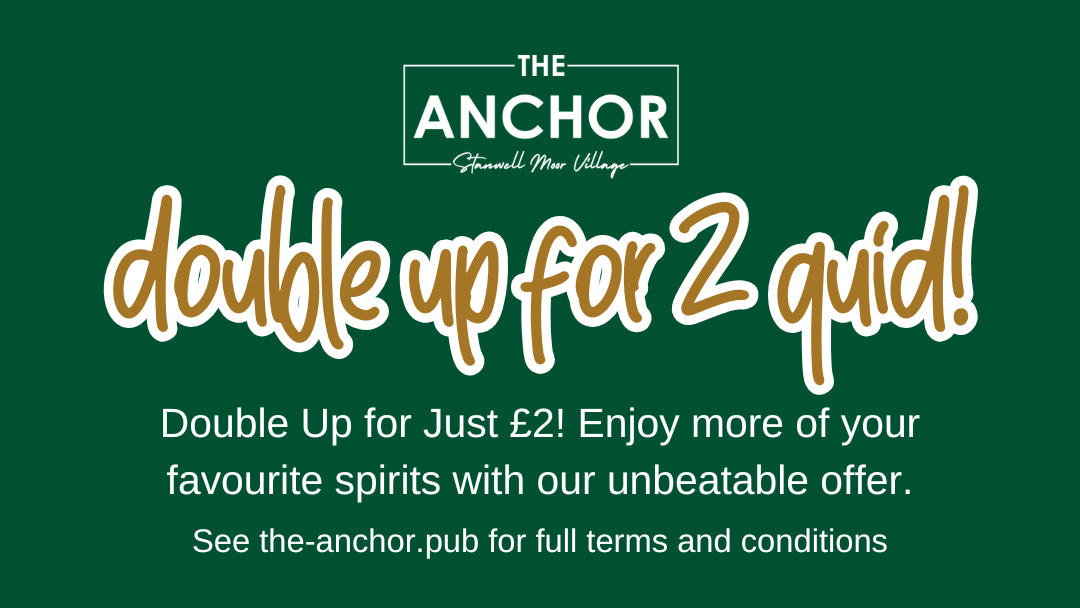 THE
ANCHOR
Stanwell Moor Village
double up for 2 quid!
Double Up for Just £2! Enjoy more of your
favourite spirits with our unbeatable offer.
See the-anchor.pub for full terms and conditions